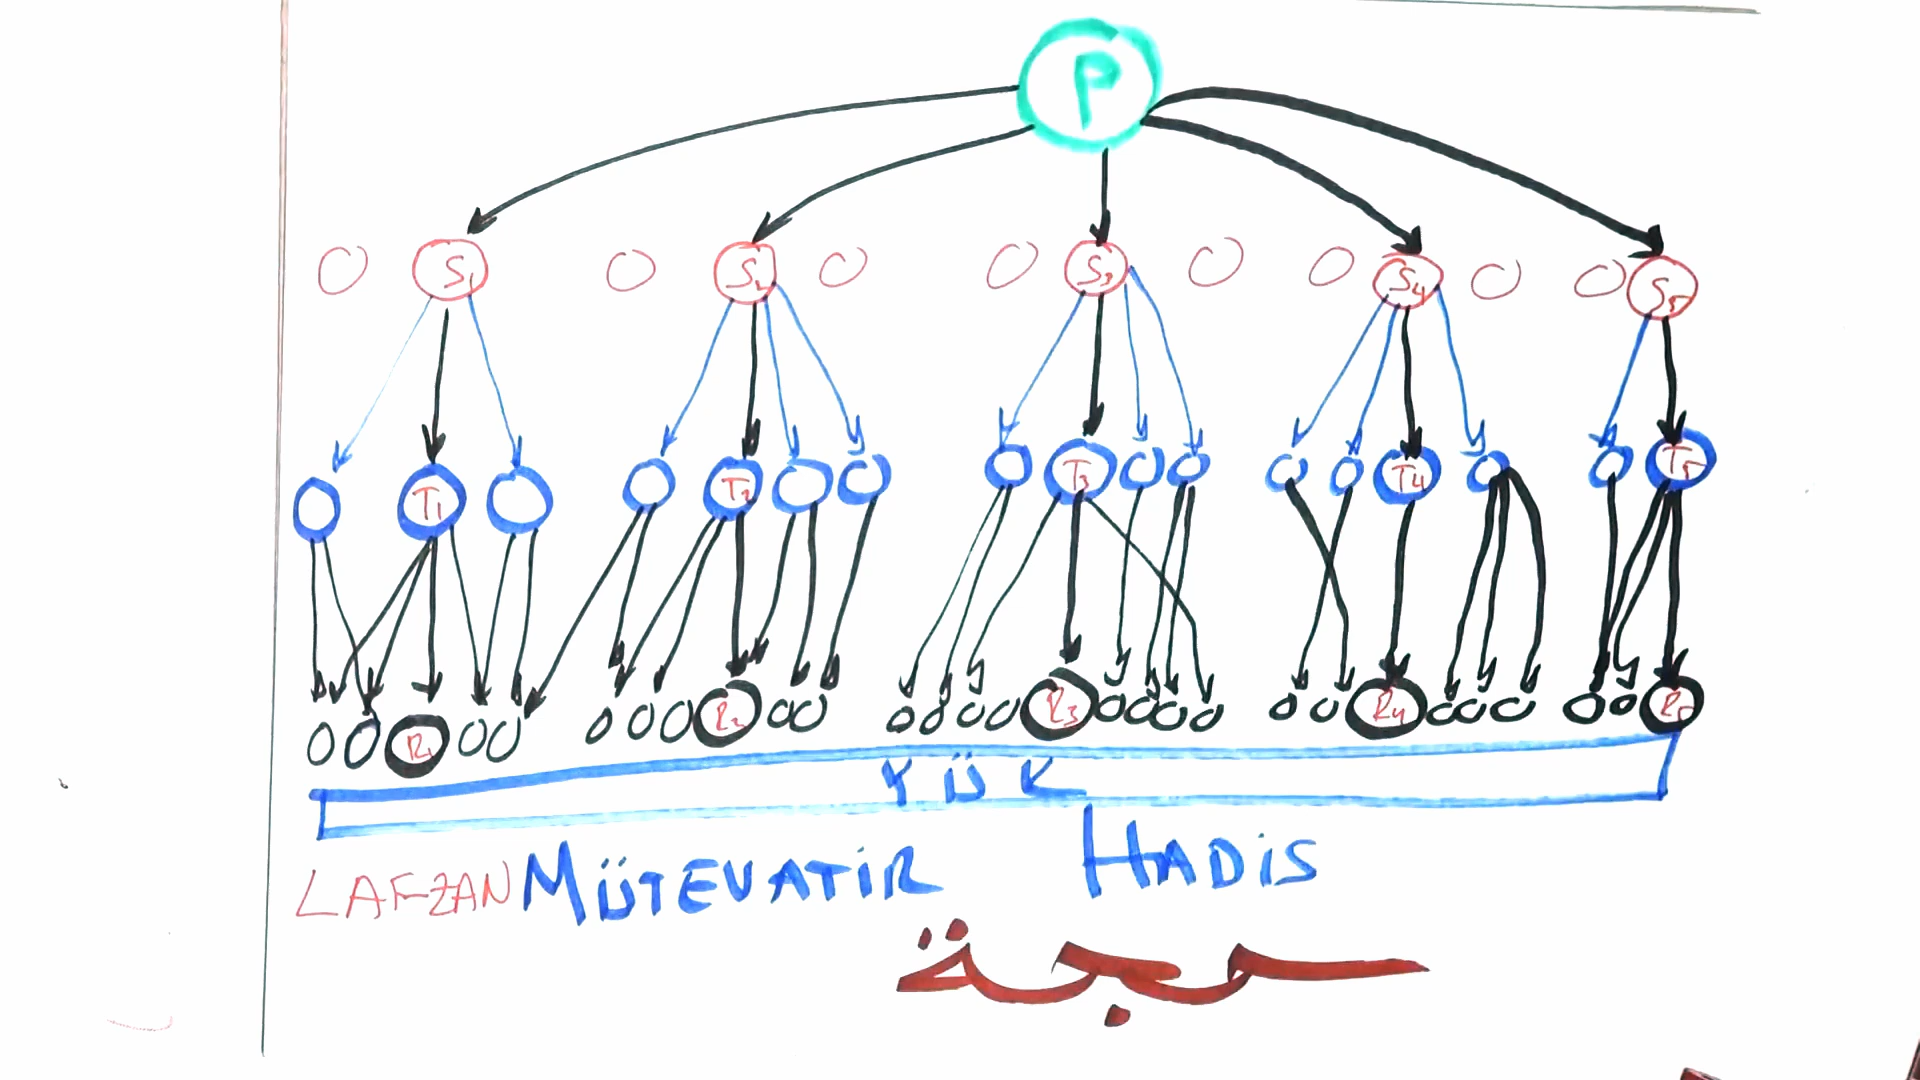 P
S1 S2 S3 S4 S5
T1 T2 T3 T4 T5
R1 R2 R3 R4 R5
YÜK
LAFZAN MÜTEVATİR HADİS